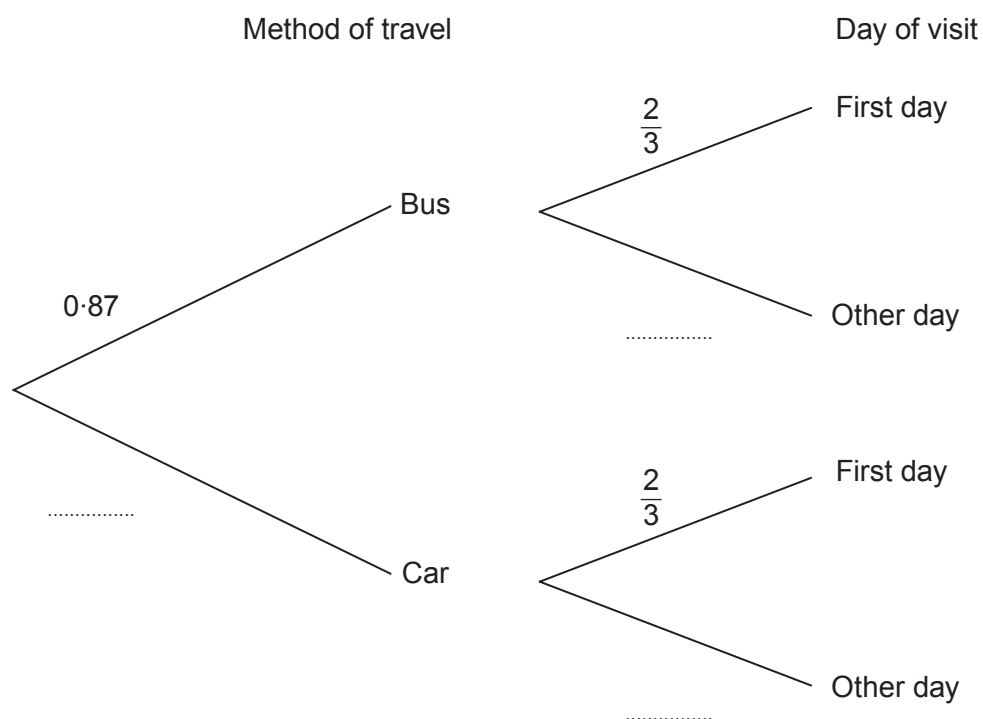 Method of travel Day of visit
2/3 First day
Bus
0·87
Other day
................
2/3 First day
................
Car
Other day
................